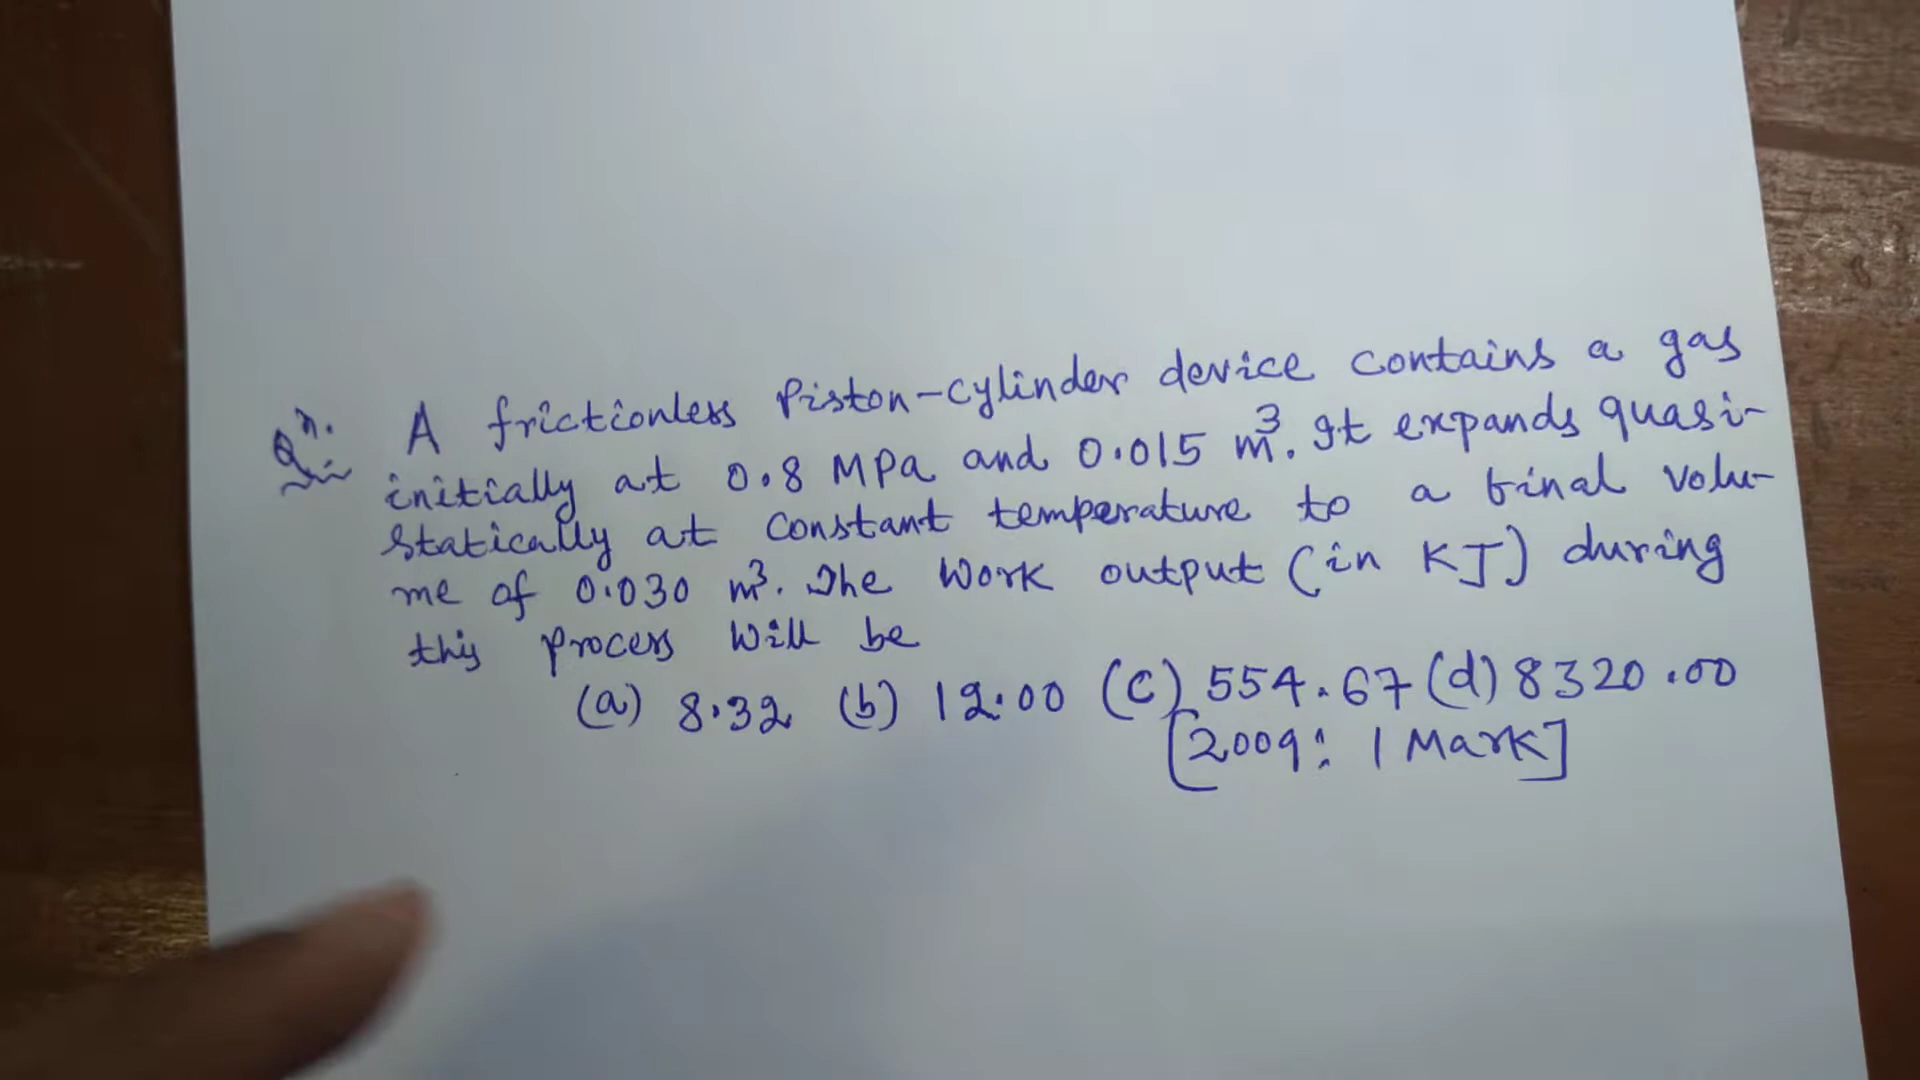 Qn. A frictionless Piston-cylinder device contains a gas
initially at 0.8 MPa and 0.015 m³. It expands quasi-
statically at constant temperature to a final volu-
me of 0.030 m³. The Work output (in KJ) during
this process will be
(a) 8.32 (b) 12.00 (c) 554.67 (d) 8320.00
[2009: 1 Mark]